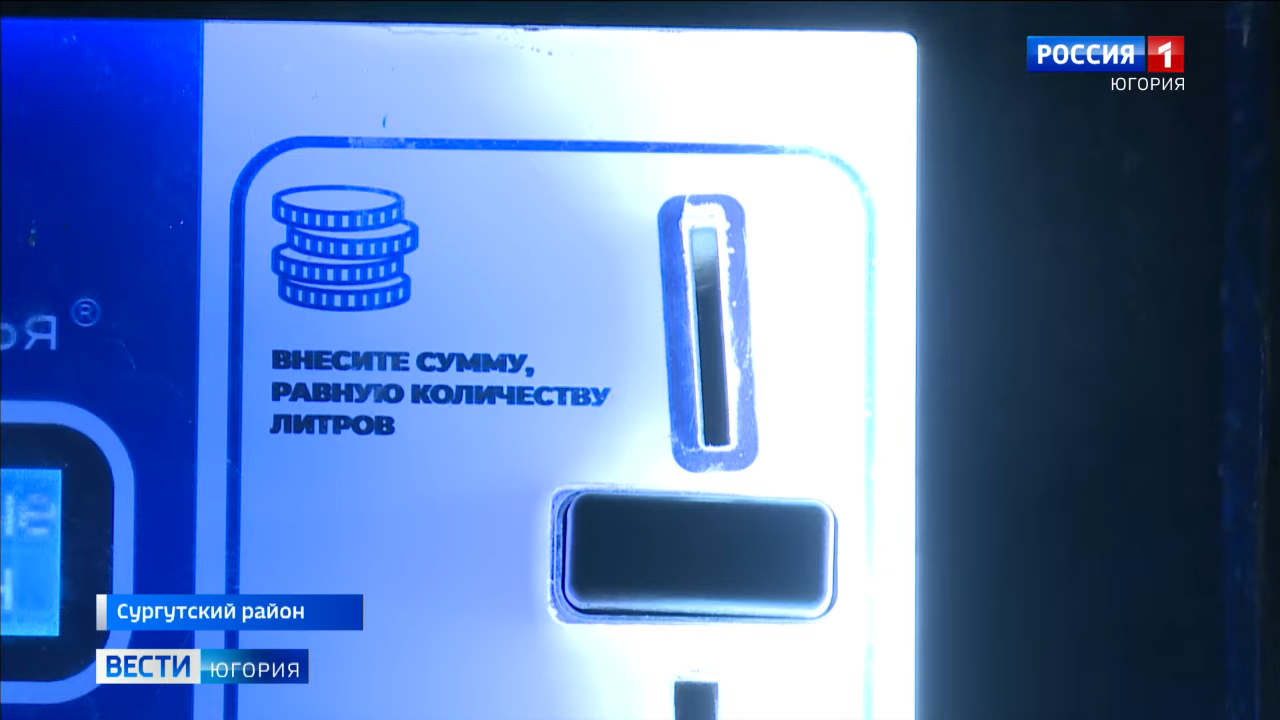 РОССИЯ 1
ЮГОРИЯ
ВНЕСИТЕ СУММУ,
РАВНУЮ КОЛИЧЕСТВУ
ЛИТРОВ
Сургутский район
ВЕСТИ ЮГОРИЯ